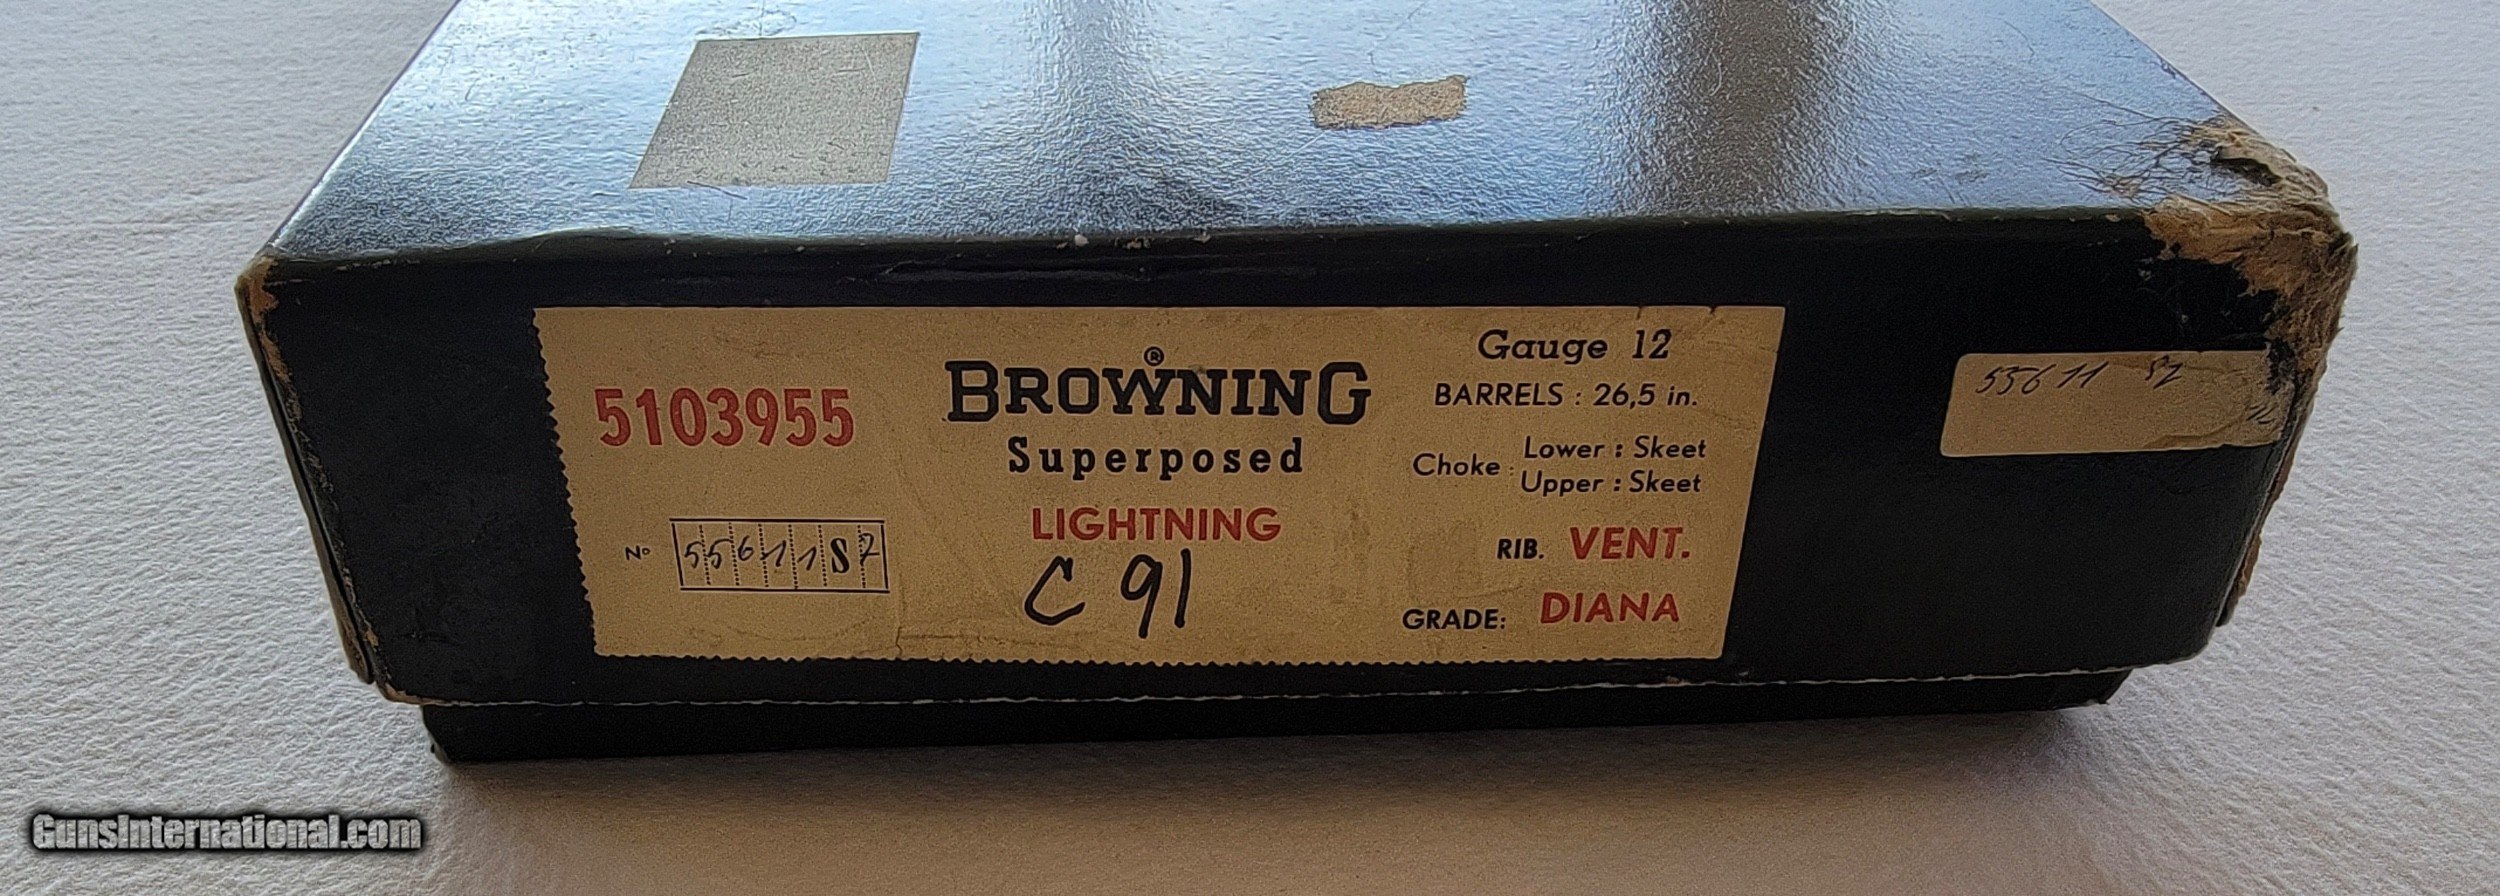 5103955
No 55611S7
®
BROWNING
Superposed
LIGHTNING
C 91
Gauge 12
BARRELS : 26,5 in.
Choke : Lower : Skeet
Upper : Skeet
RIB. VENT.
GRADE: DIANA
55611 S7
GunsInternational.com